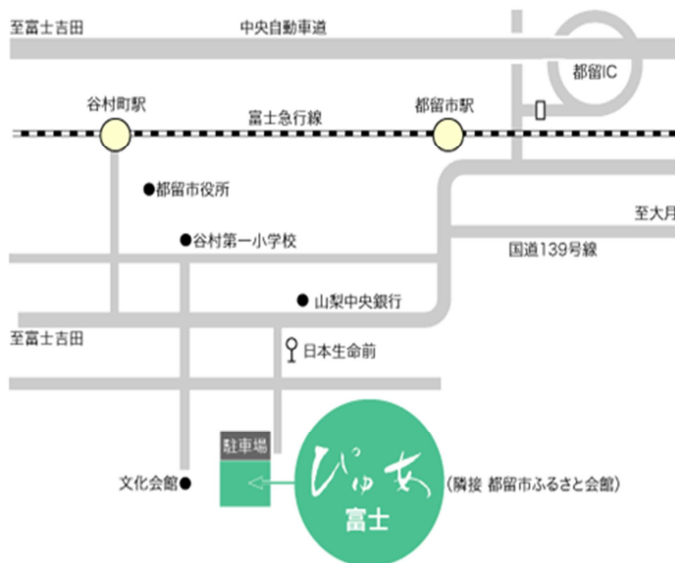 至富士吉田
中央自動車道
都留IC
谷村町駅
富士急行線
都留市駅
都留市役所
至大月
谷村第一小学校
国道139号線
山梨中央銀行
至富士吉田
日本生命前
駐車場
文化会館
ぴゅあ
富士
(隣接 都留市ふるさと会館)